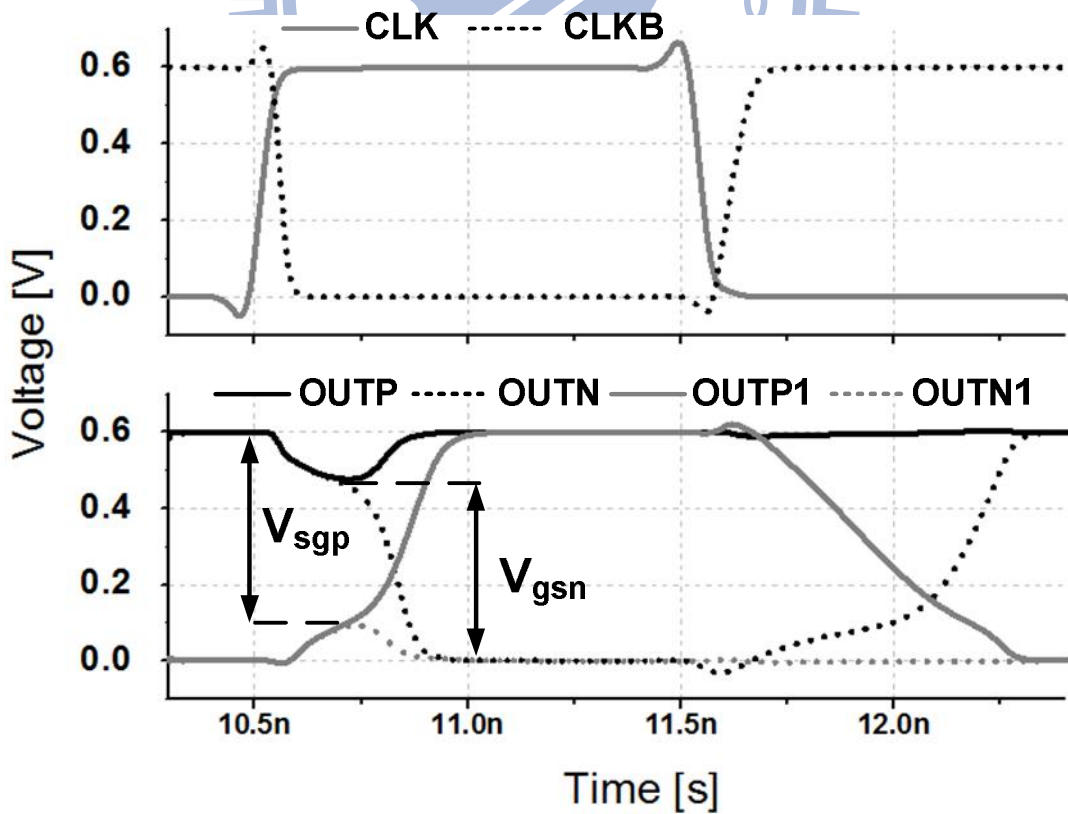 CLK CLKB
0.6
0.4
0.2
0.0
Voltage [V]
OUTP OUTN OUTP1 OUTN1
0.6
0.4
0.2
0.0
Vsgp
Vgsn
10.5n 11.0n 11.5n 12.0n
Time [s]